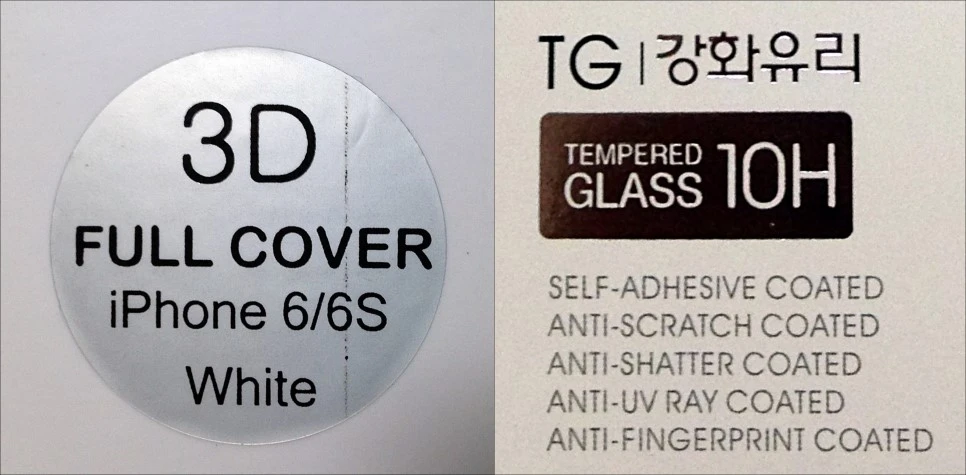 3D
FULL COVER
iPhone 6/6S
White
TG | 강화유리
TEMPERED
GLASS 10H
SELF-ADHESIVE COATED
ANTI-SCRATCH COATED
ANTI-SHATTER COATED
ANTI-UV RAY COATED
ANTI-FINGERPRINT COATED